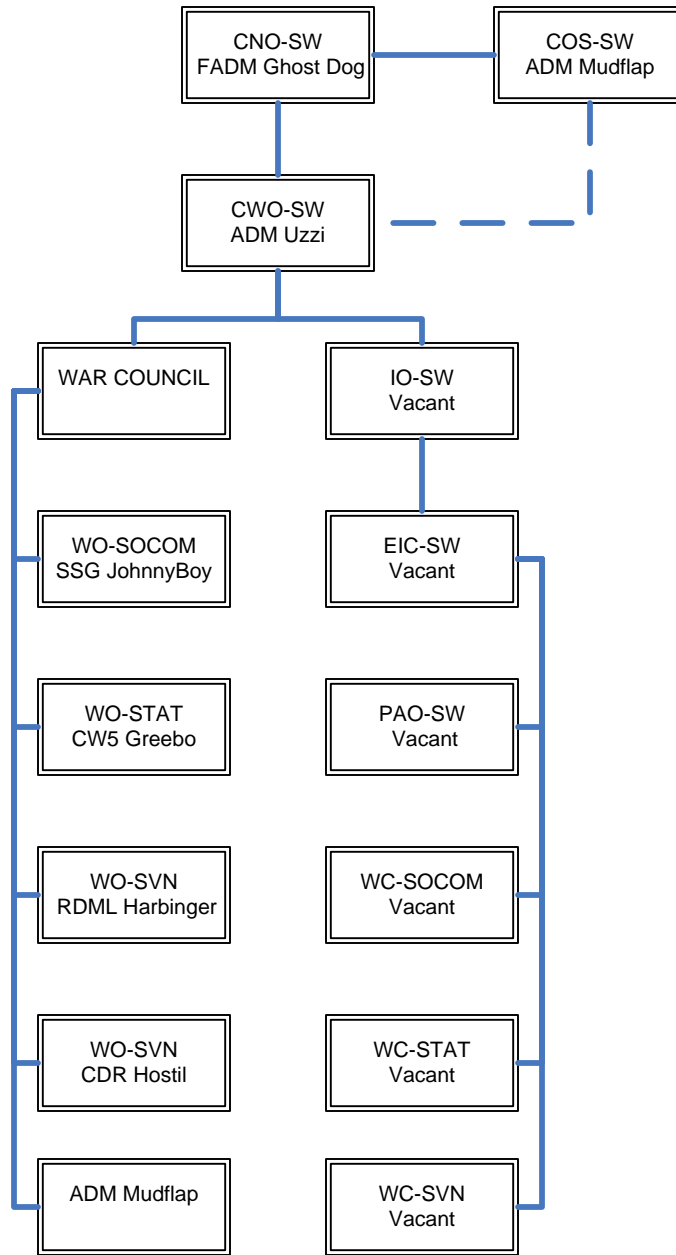 CNO-SW
FADM Ghost Dog
COS-SW
ADM Mudflap
CWO-SW
ADM Uzzi
WAR COUNCIL
IO-SW
Vacant
WO-SOCOM
SSG JohnnyBoy
EIC-SW
Vacant
WO-STAT
CW5 Greebo
PAO-SW
Vacant
WO-SVN
RDML Harbinger
WC-SOCOM
Vacant
WO-SVN
CDR Hostil
WC-STAT
Vacant
ADM Mudflap
WC-SVN
Vacant